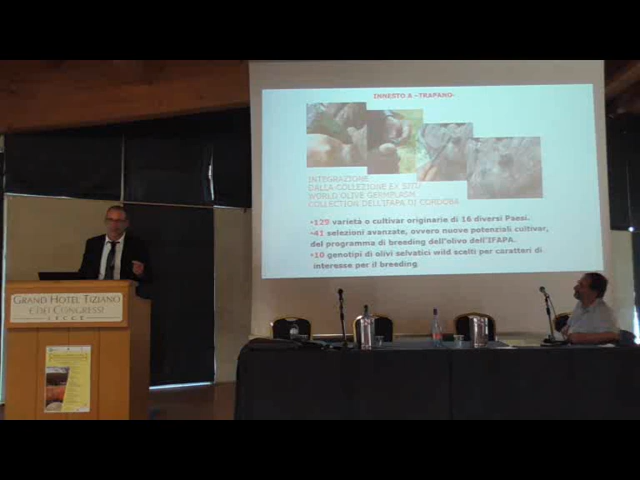 INNESTO A -TRAPANO-
INTEGRAZIONE
DALLA COLLEZIONE EX SITU
WORLD OLIVE GERMPLASM
COLLECTION DELL'IFAPA DI CORDOBA
•129 varietà o cultivar originarie di 16 diversi Paesi.
•41 selezioni avanzate, ovvero nuove potenziali cultivar,
del programma di breeding dell'olivo dell'IFAPA.
•10 genotipi di olivi selvatici wild scelti per caratteri di
interesse per il breeding
GRAND HOTEL TIZIANO
E DEI CONGRESSI
LECCE